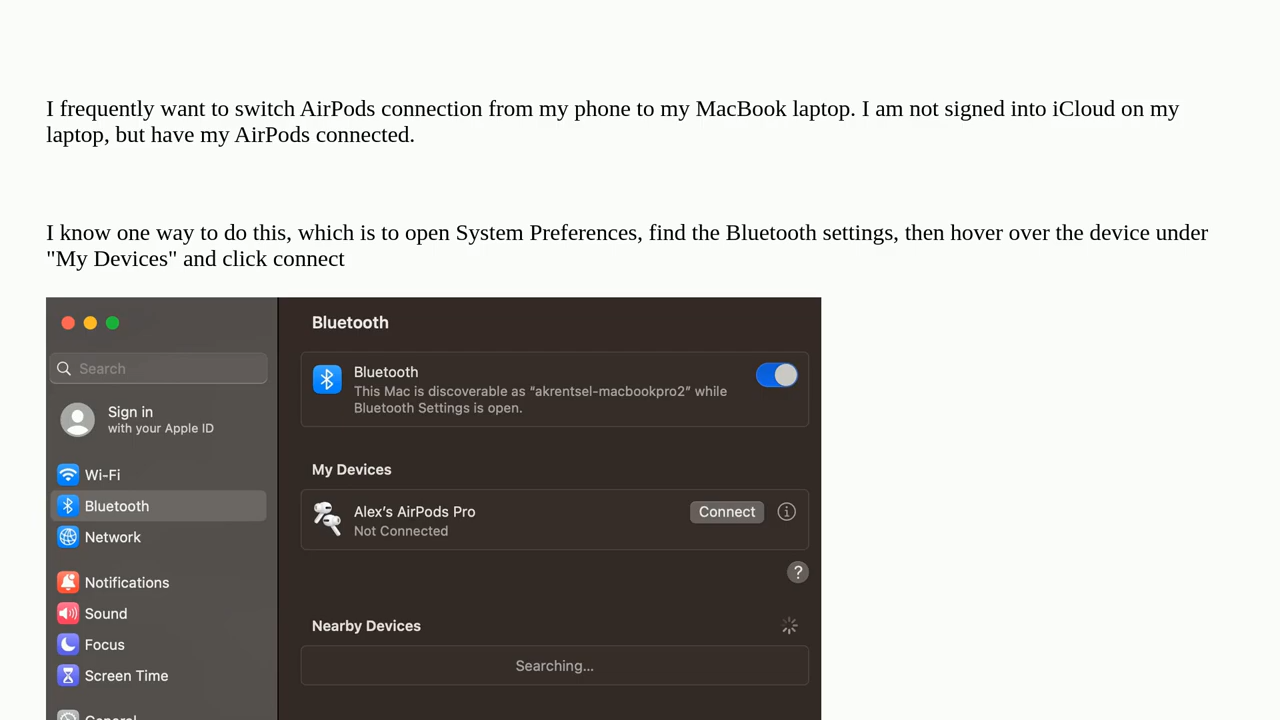 I frequently want to switch AirPods connection from my phone to my MacBook laptop. I am not signed into iCloud on my
laptop, but have my AirPods connected.
I know one way to do this, which is to open System Preferences, find the Bluetooth settings, then hover over the device under
"My Devices" and click connect
Search
Sign in
with your Apple ID
Wi-Fi
Bluetooth
Network
Notifications
Sound
Focus
Screen Time
General
Bluetooth
Bluetooth
This Mac is discoverable as “akrentsel-macbookpro2” while
Bluetooth Settings is open.
My Devices
Alex’s AirPods Pro
Not Connected
Connect
?
Nearby Devices
Searching...